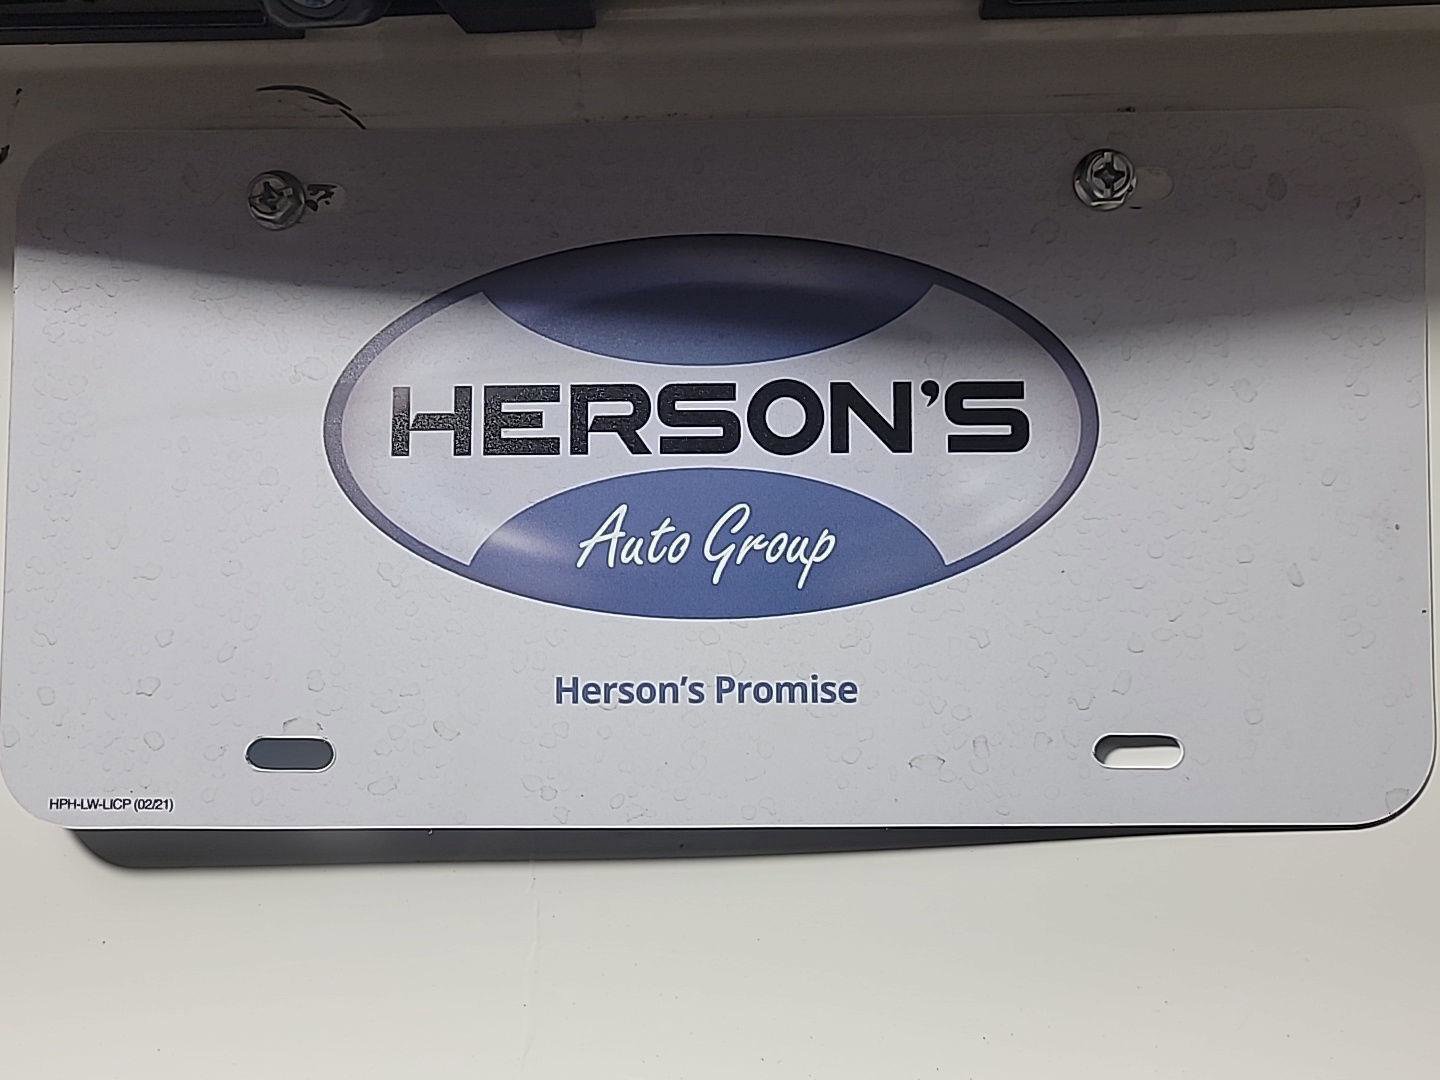 HERSON'S
Auto Group
Herson's Promise
HPH-LW-LICP (02/21)